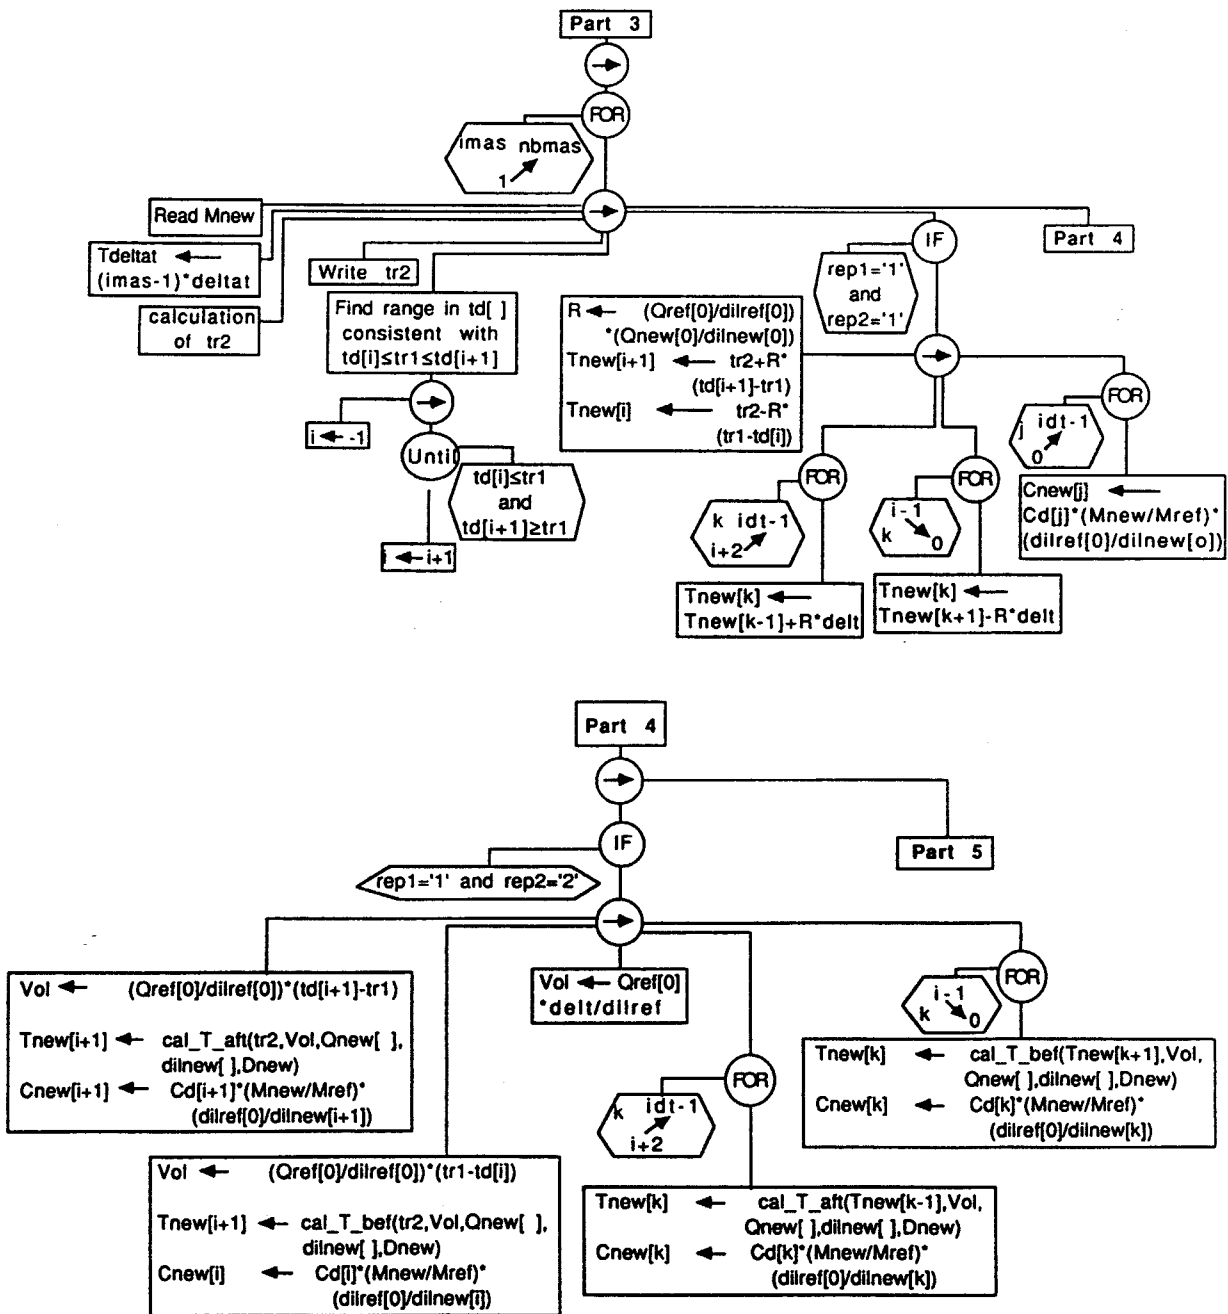 Part 3
FOR
imas nbmas
1
Read Mnew
Tdeltat ←
(imas-1)*deltat
calculation
of tr2
Write tr2
Find range in td[ ]
consistent with
td[i]≤tr1≤td[i+1]
i ← -1
Until
td[i]≤tr1
and
td[i+1]≥tr1
i ← i+1
IF
rep1='1'
and
rep2='1'
Part 4
R ← (Qref[0]/dilref[0])
*(Qnew[0]/dilnew[0])
Tnew[i+1] ← tr2+R*
(td[i+1]-tr1)
Tnew[i] ← tr2-R*
(tr1-td[i])
FOR
k idt-1
i+2
Tnew[k] ←
Tnew[k-1]+R*delt
FOR
i-1
k 0
Tnew[k] ←
Tnew[k+1]-R*delt
FOR
j idt-1
0
Cnew[j] ←
Cd[j]*(Mnew/Mref)*
(dilref[0]/dilnew[o])
Part 4
IF
rep1='1' and rep2='2'
Part 5
Vol ← (Qref[0]/dilref[0])*(td[i+1]-tr1)
Tnew[i+1] ← cal_T_aft(tr2,Vol,Qnew[ ],
dilnew[ ],Dnew)
Cnew[i+1] ← Cd[i+1]*(Mnew/Mref)*
(dilref[0]/dilnew[i+1])
Vol ← (Qref[0]/dilref[0])*(tr1-td[i])
Tnew[i+1] ← cal_T_bef(tr2,Vol,Qnew[ ],
dilnew[ ],Dnew)
Cnew[i] ← Cd[i]*(Mnew/Mref)*
(dilref[0]/dilnew[i])
Vol ← Qref[0]
*delt/dilref
FOR
k idt-1
i+2
Tnew[k] ← cal_T_aft(Tnew[k-1],Vol,
Qnew[ ],dilnew[ ],Dnew)
Cnew[k] ← Cd[k]*(Mnew/Mref)*
(dilref[0]/dilnew[k])
FOR
i-1
k 0
Tnew[k] ← cal_T_bef(Tnew[k+1],Vol,
Qnew[ ],dilnew[ ],Dnew)
Cnew[k] ← Cd[k]*(Mnew/Mref)*
(dilref[0]/dilnew[k])